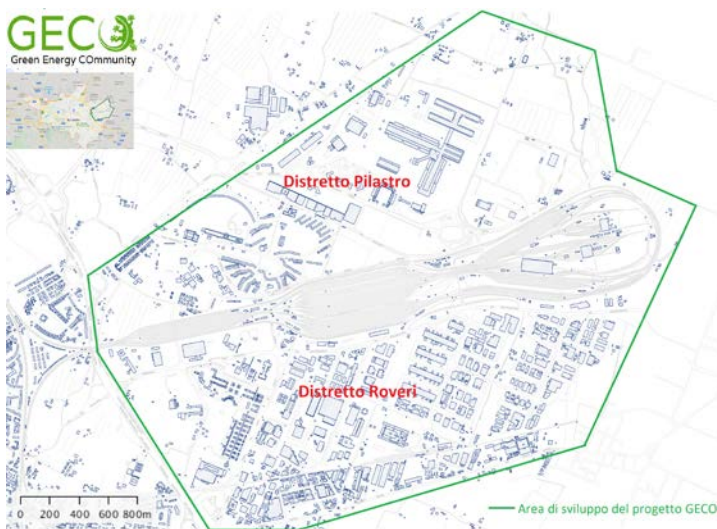 GECO
Green Energy COmmunity
Distretto Pilastro
Distretto Roveri
0 200 400 600 800m
Area di sviluppo del progetto GECO